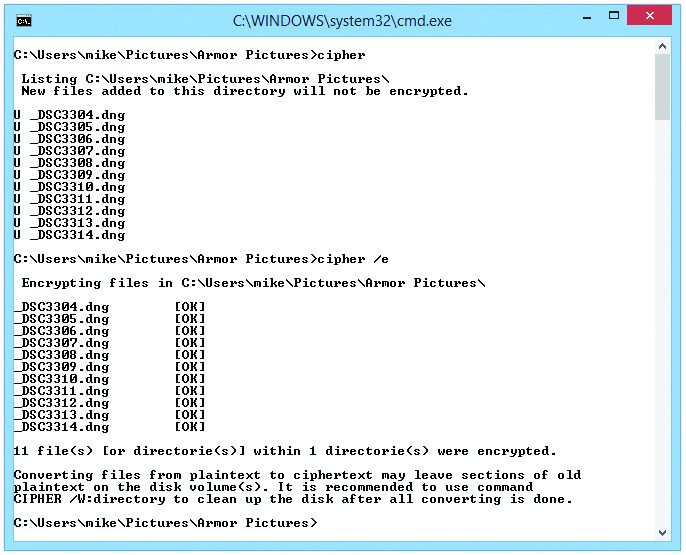 C:\WINDOWS\system32\cmd.exe
C:\Users\mike\Pictures\Armor Pictures>cipher
Listing C:\Users\mike\Pictures\Armor Pictures\
New files added to this directory will not be encrypted.
U _DSC3304.dng
U _DSC3305.dng
U _DSC3306.dng
U _DSC3307.dng
U _DSC3308.dng
U _DSC3309.dng
U _DSC3310.dng
U _DSC3311.dng
U _DSC3312.dng
U _DSC3313.dng
U _DSC3314.dng
C:\Users\mike\Pictures\Armor Pictures>cipher /e
Encrypting files in C:\Users\mike\Pictures\Armor Pictures\
_DSC3304.dng [OK]
_DSC3305.dng [OK]
_DSC3306.dng [OK]
_DSC3307.dng [OK]
_DSC3308.dng [OK]
_DSC3309.dng [OK]
_DSC3310.dng [OK]
_DSC3311.dng [OK]
_DSC3312.dng [OK]
_DSC3313.dng [OK]
_DSC3314.dng [OK]
11 file(s) [or directorie(s)] within 1 directorie(s) were encrypted.
Converting files from plaintext to ciphertext may leave sections of old
plaintext on the disk volume(s). It is recommended to use command
CIPHER /W:directory to clean up the disk after all converting is done.
C:\Users\mike\Pictures\Armor Pictures>